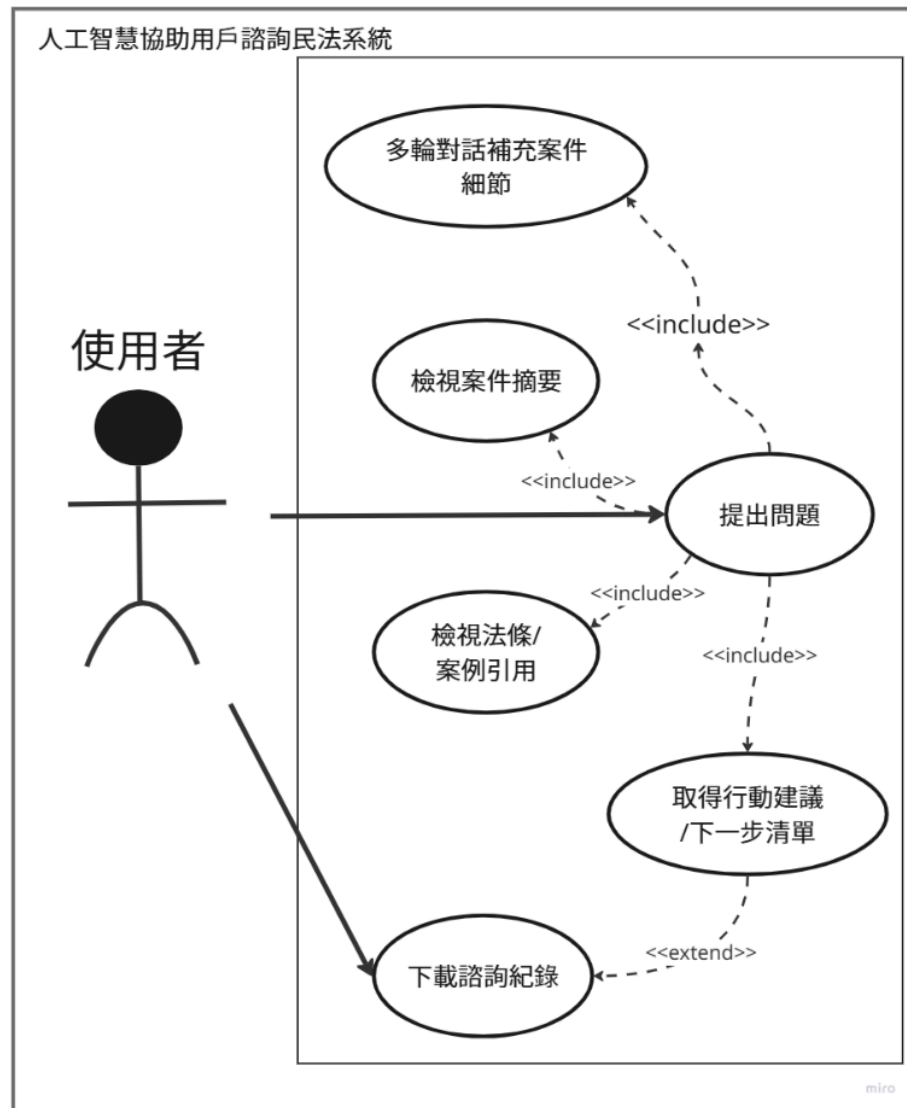 人工智慧協助用戶諮詢民法系統
多輪對話補充案件
細節
<<include>>
使用者
檢視案件摘要
<<include>>
提出問題
<<include>>
檢視法條/
案例引用
<<include>>
取得行動建議
/下一步清單
<<extend>>
下載諮詢紀錄
miro